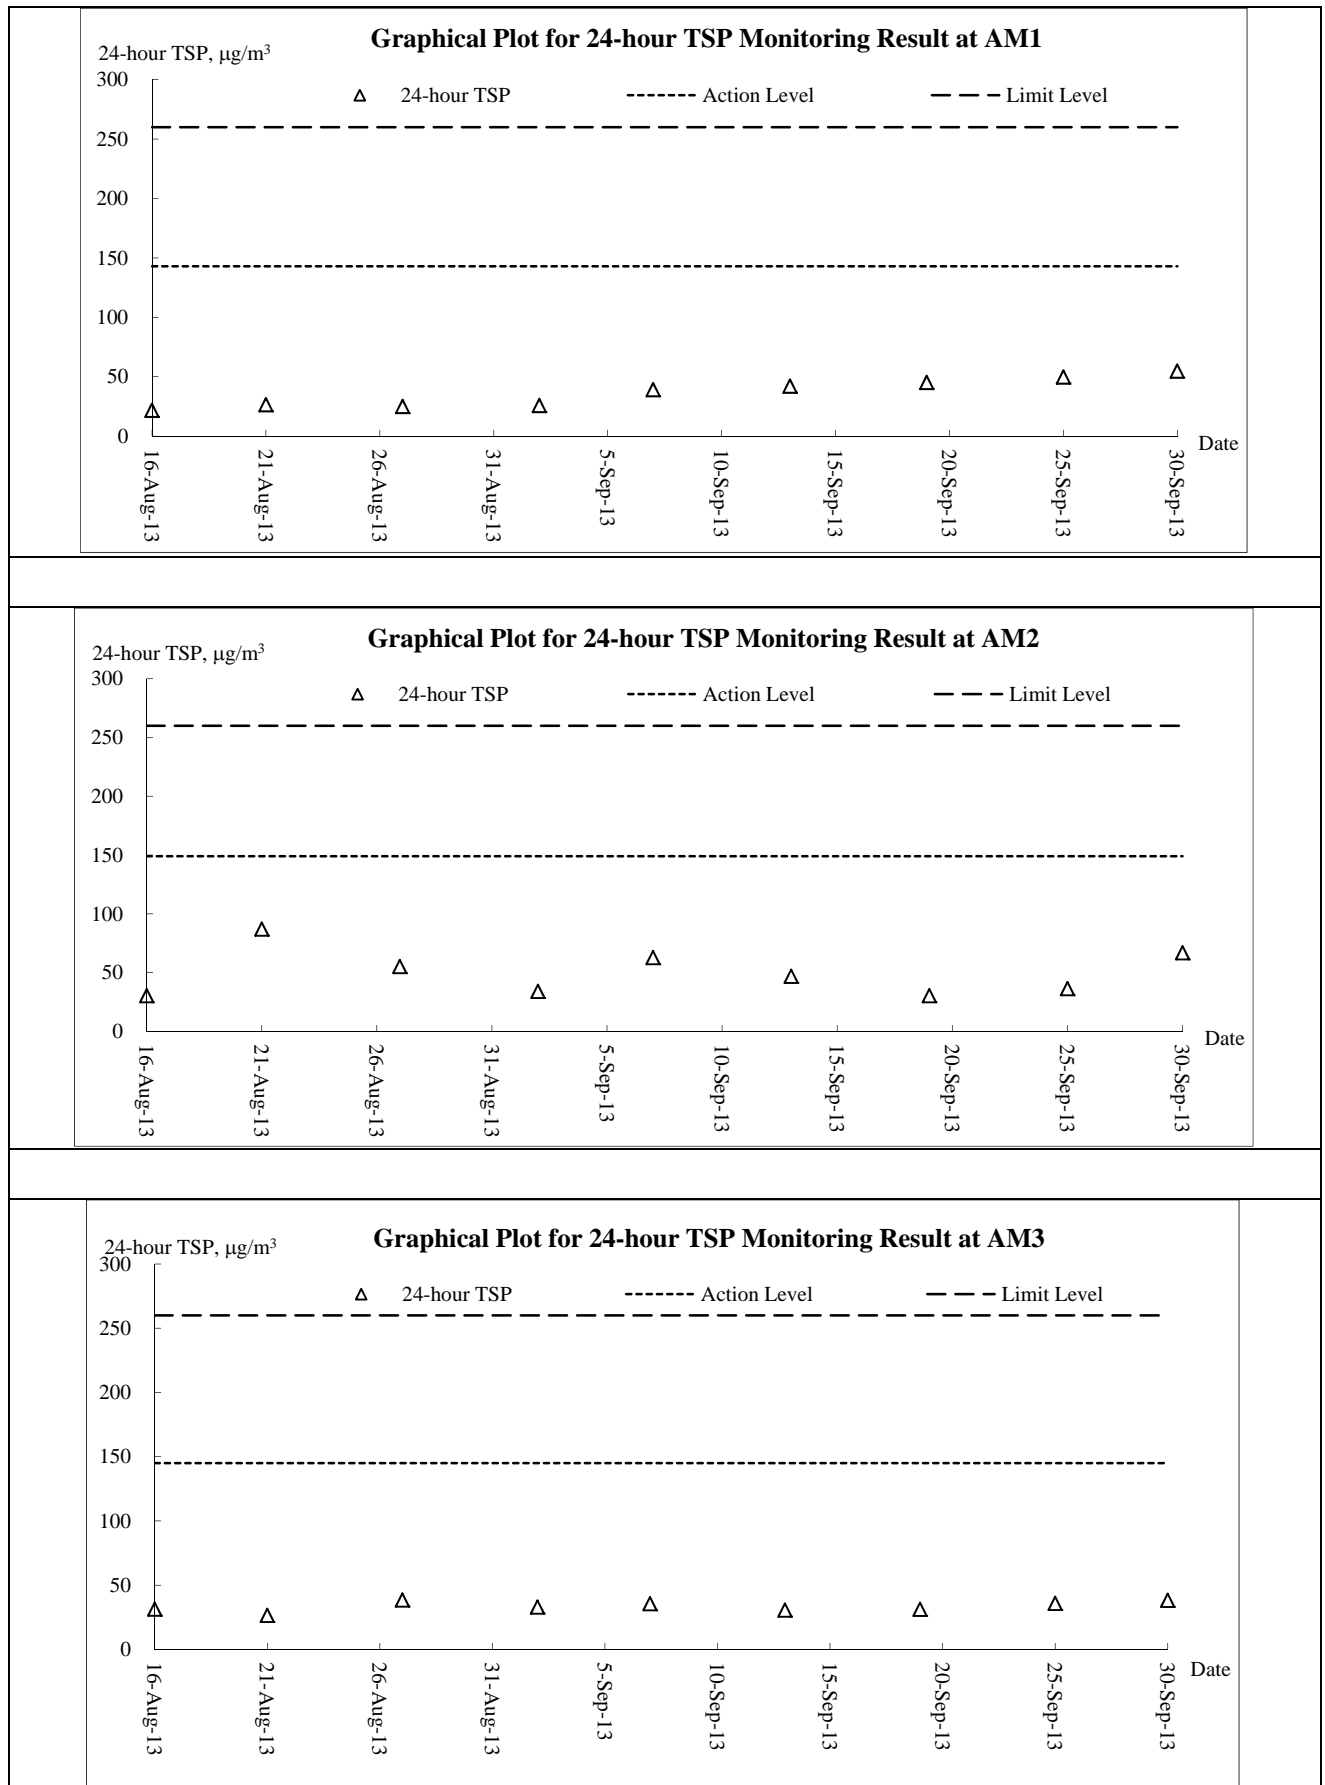 Graphical Plot for 24-hour TSP Monitoring Result at AM1
24-hour TSP, μg/m³
24-hour TSP Action Level Limit Level
300
250
200
150
100
50
0
Date
16-Aug-13 21-Aug-13 26-Aug-13 31-Aug-13 5-Sep-13 10-Sep-13 15-Sep-13 20-Sep-13 25-Sep-13 30-Sep-13
Graphical Plot for 24-hour TSP Monitoring Result at AM2
24-hour TSP, μg/m³
24-hour TSP Action Level Limit Level
300
250
200
150
100
50
0
Date
16-Aug-13 21-Aug-13 26-Aug-13 31-Aug-13 5-Sep-13 10-Sep-13 15-Sep-13 20-Sep-13 25-Sep-13 30-Sep-13
Graphical Plot for 24-hour TSP Monitoring Result at AM3
24-hour TSP, μg/m³
24-hour TSP Action Level Limit Level
300
250
200
150
100
50
0
Date
16-Aug-13 21-Aug-13 26-Aug-13 31-Aug-13 5-Sep-13 10-Sep-13 15-Sep-13 20-Sep-13 25-Sep-13 30-Sep-13